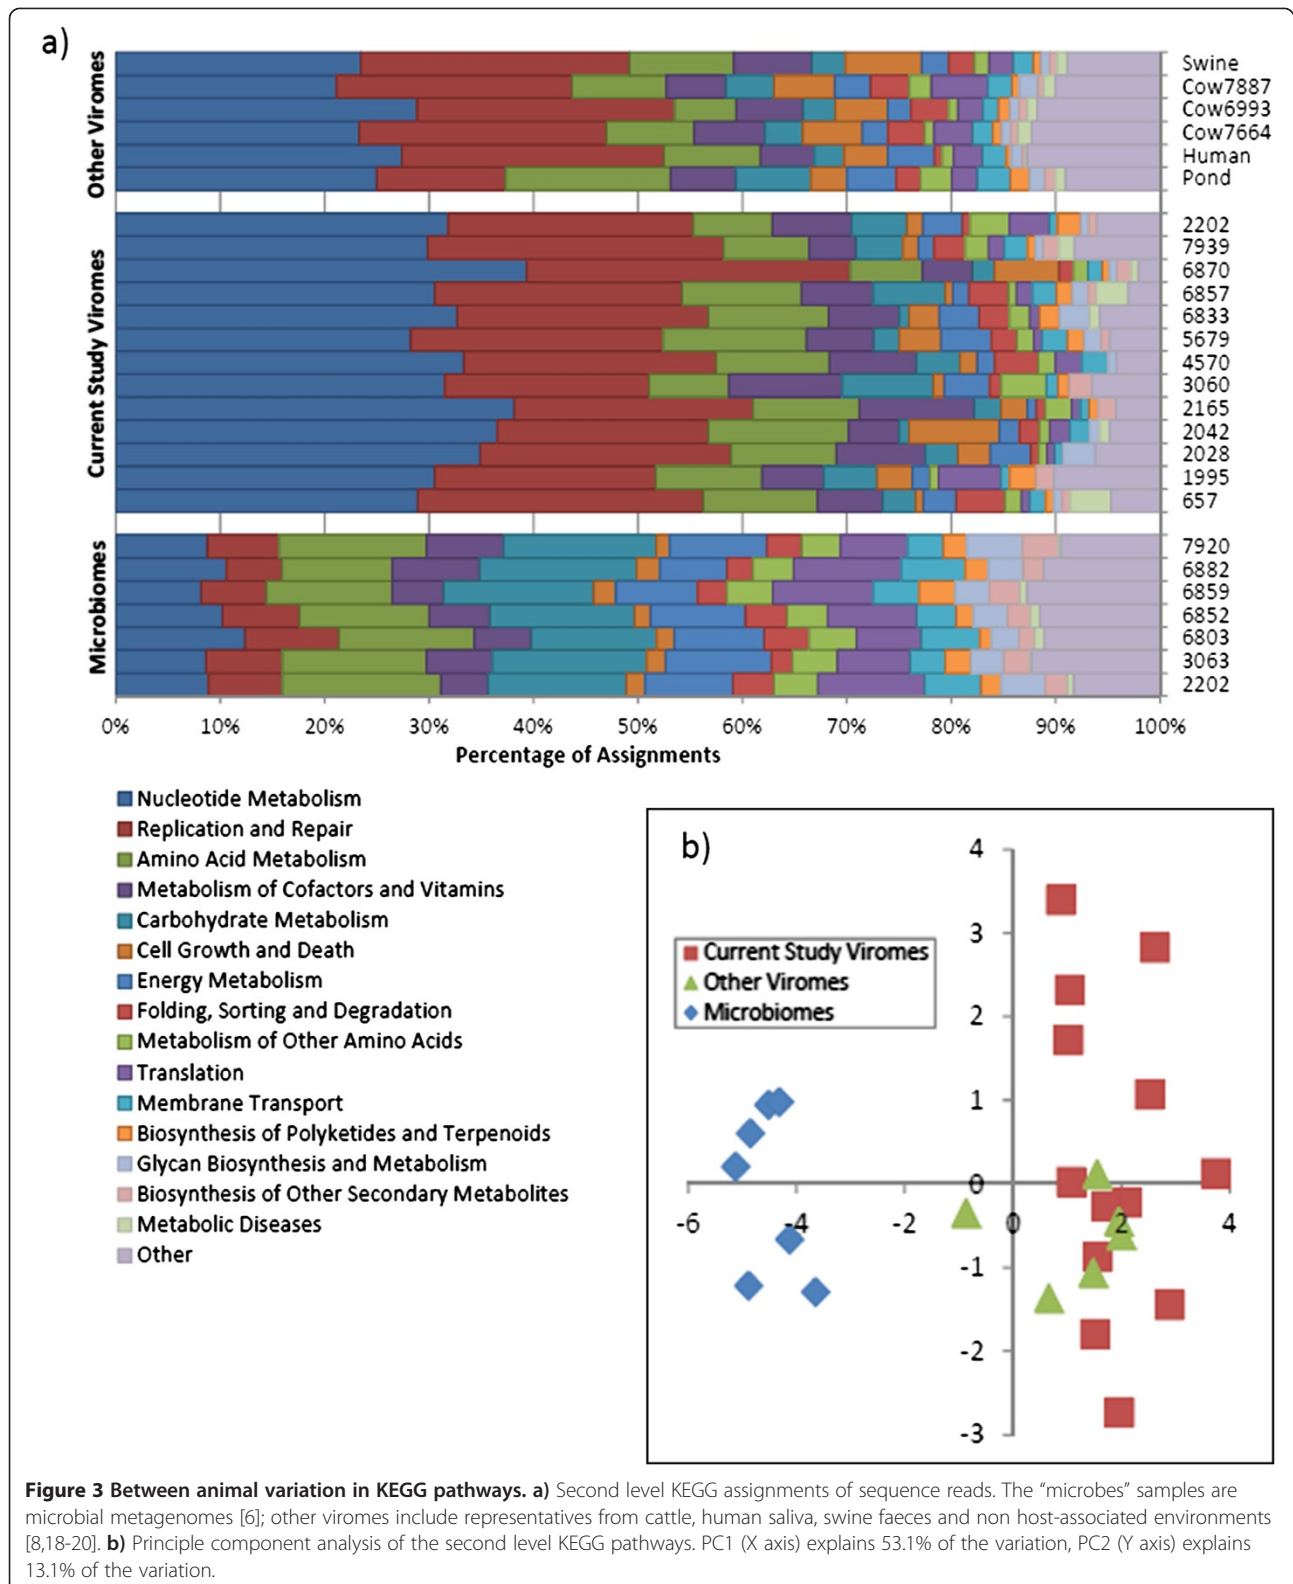 a)
Other Viromes
Swine
Cow7887
Cow6993
Cow7664
Human
Pond
Current Study Viromes
2202
7939
6870
6857
6833
5679
4570
3060
2165
2042
2028
1995
657
Microbiomes
7920
6882
6859
6852
6803
3063
2202
0% 10% 20% 30% 40% 50% 60% 70% 80% 90% 100%
Percentage of Assignments
Nucleotide Metabolism
Replication and Repair
Amino Acid Metabolism
Metabolism of Cofactors and Vitamins
Carbohydrate Metabolism
Cell Growth and Death
Energy Metabolism
Folding, Sorting and Degradation
Metabolism of Other Amino Acids
Translation
Membrane Transport
Biosynthesis of Polyketides and Terpenoids
Glycan Biosynthesis and Metabolism
Biosynthesis of Other Secondary Metabolites
Metabolic Diseases
Other
b)
Current Study Viromes
Other Viromes
Microbiomes
4
3
2
1
0
-1
-2
-3
-6 -4 -2 0 2 4
Figure 3 Between animal variation in KEGG pathways. a) Second level KEGG assignments of sequence reads. The “microbes” samples are
microbial metagenomes [6]; other viromes include representatives from cattle, human saliva, swine faeces and non host-associated environments
[8,18-20]. b) Principle component analysis of the second level KEGG pathways. PC1 (X axis) explains 53.1% of the variation, PC2 (Y axis) explains
13.1% of the variation.